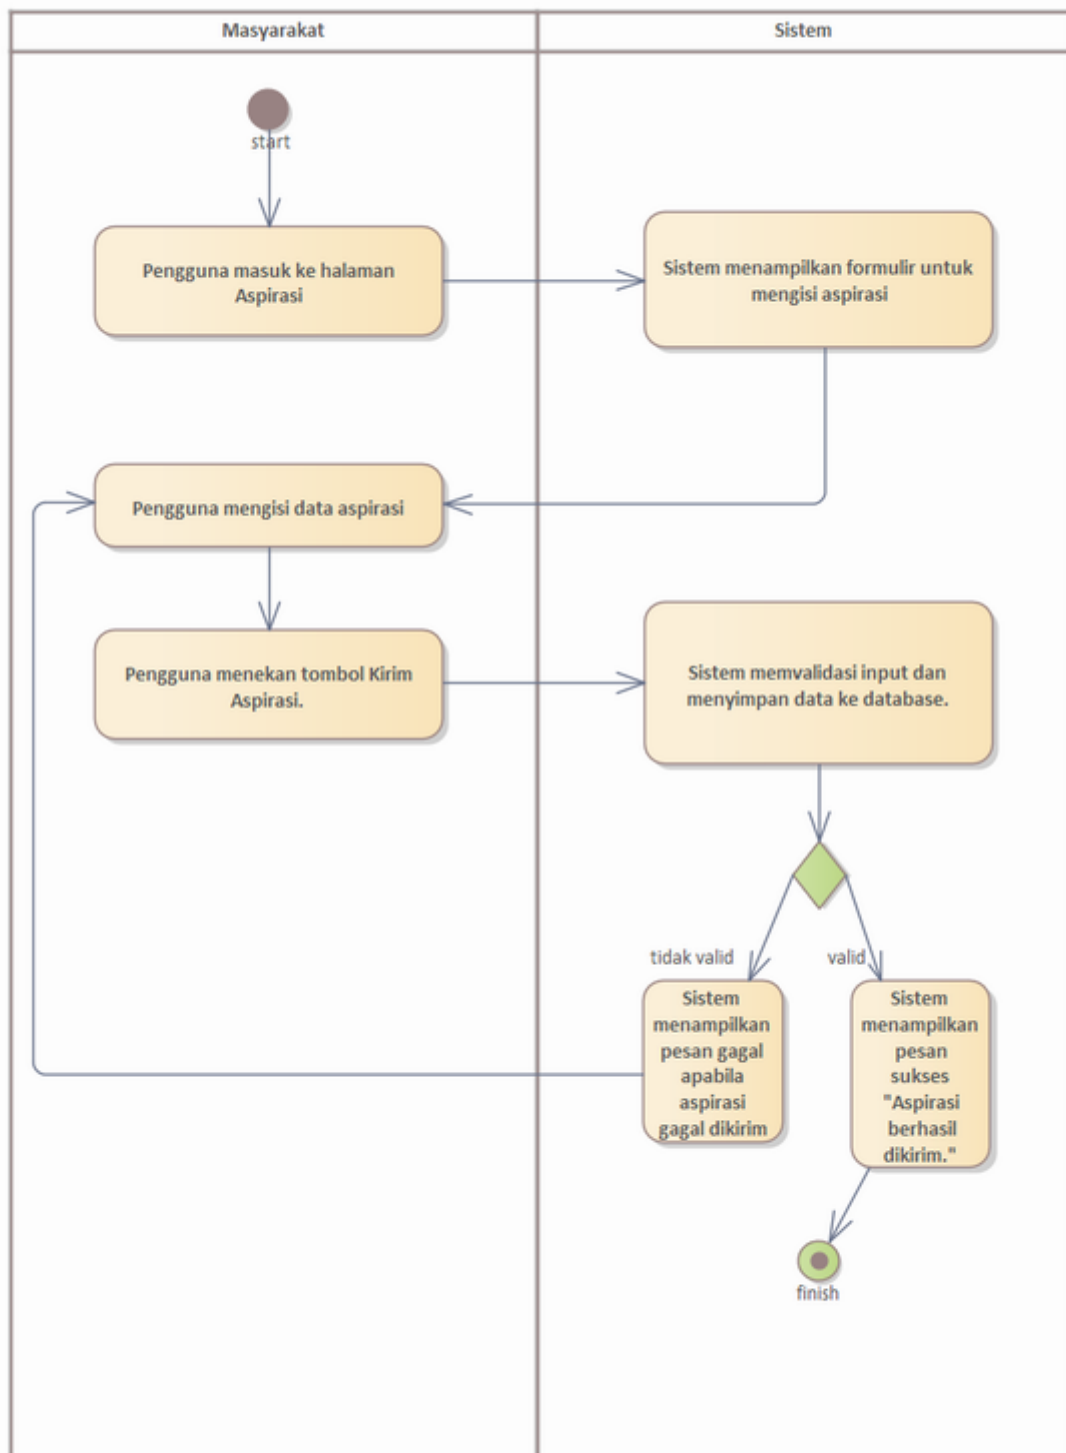 Masyarakat
Sistem
start
Pengguna masuk ke halaman
Aspirasi
Sistem menampilkan formulir untuk
mengisi aspirasi
Pengguna mengisi data aspirasi
Pengguna menekan tombol Kirim
Aspirasi.
Sistem memvalidasi input dan
menyimpan data ke database.
tidak valid
valid
Sistem
menampilkan
pesan gagal
apabila
aspirasi
gagal dikirim
Sistem
menampilkan
pesan
sukses
"Aspirasi
berhasil
dikirim."
finish